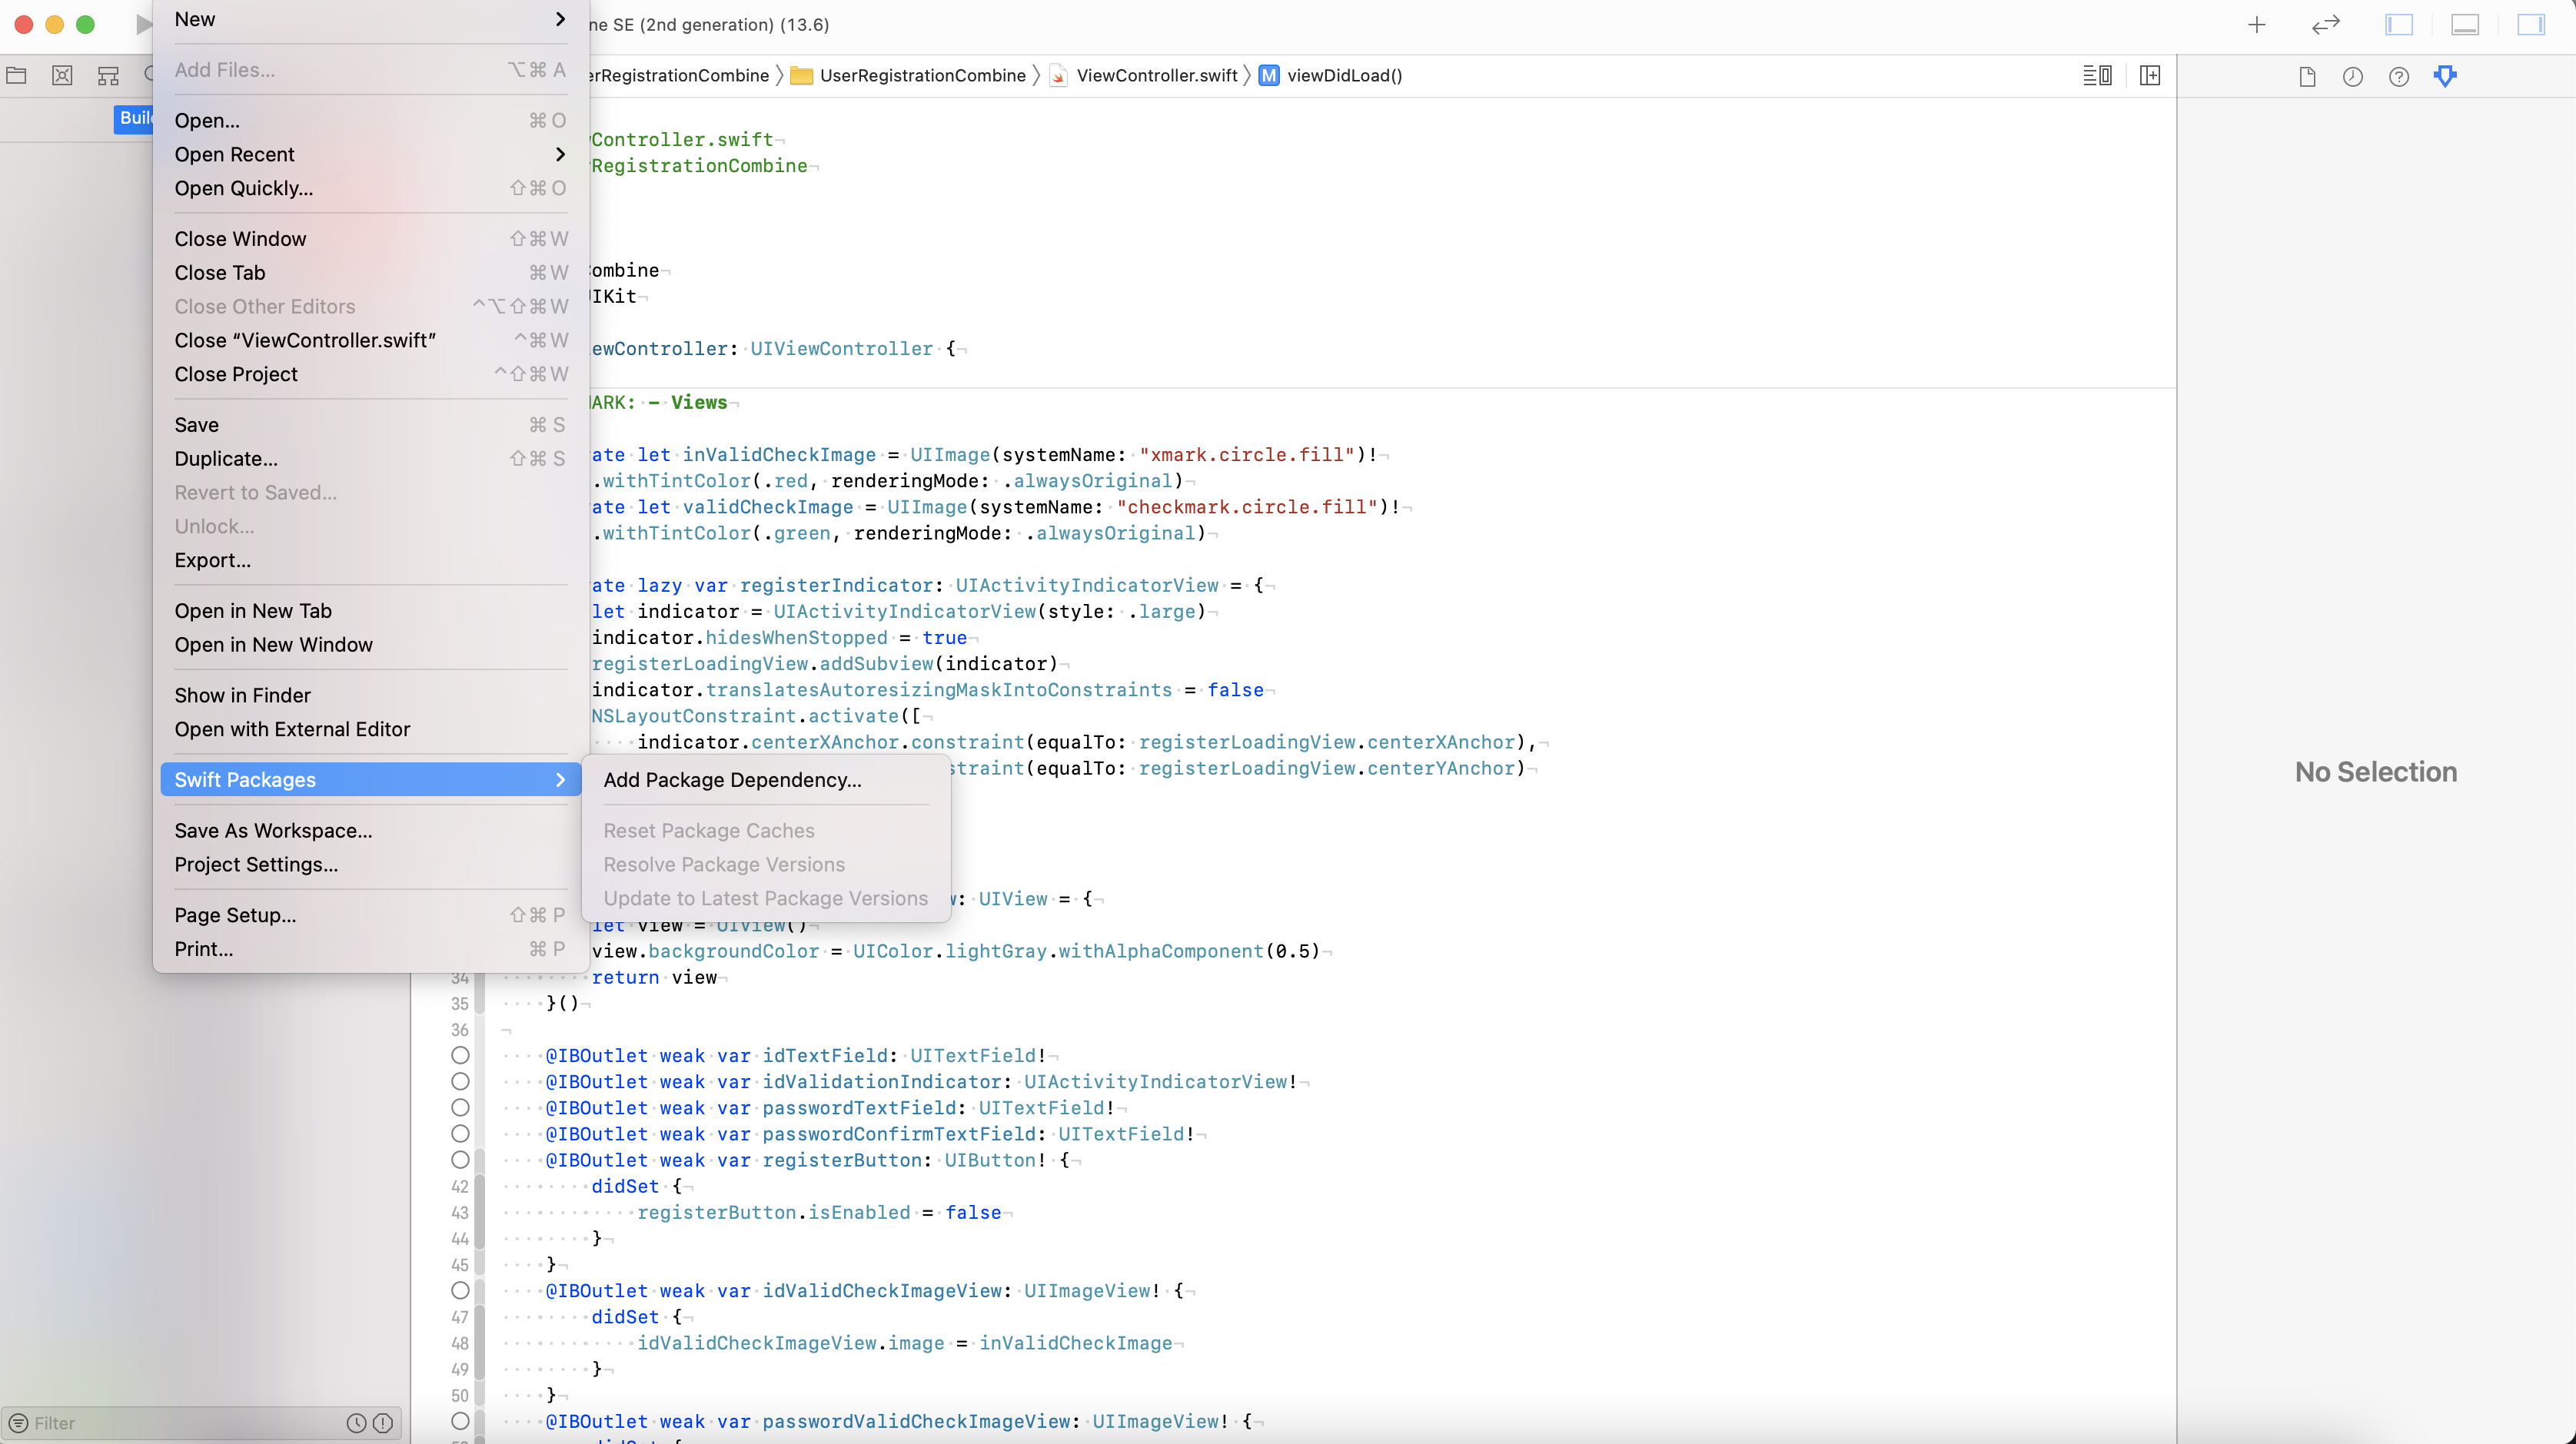 ne SE (2nd generation) (13.6)
erRegistrationCombine 〉 UserRegistrationCombine 〉 ViewController.swift 〉 M viewDidLoad()
New
Add Files... ⌥⌘A
Open... ⌘O
Open Recent
Open Quickly... ⇧⌘O
Close Window ⇧⌘W
Close Tab ⌘W
Close Other Editors ^⌥⇧⌘W
Close “ViewController.swift” ^⌘W
Close Project ^⇧⌘W
Save ⌘S
Duplicate... ⇧⌘S
Revert to Saved...
Unlock...
Export...
Open in New Tab
Open in New Window
Show in Finder
Open with External Editor
Swift Packages
Save As Workspace...
Project Settings...
Page Setup... ⇧⌘P
Print... ⌘P
Add Package Dependency...
Reset Package Caches
Resolve Package Versions
Update to Latest Package Versions
Controller.swift
RegistrationCombine
ombine
IKit
ewController: UIViewController {
ARK: - Views
ate let inValidCheckImage = UIImage(systemName: "xmark.circle.fill")!
.withTintColor(.red, renderingMode: .alwaysOriginal)
ate let validCheckImage = UIImage(systemName: "checkmark.circle.fill")!
.withTintColor(.green, renderingMode: .alwaysOriginal)
ate lazy var registerIndicator: UIActivityIndicatorView = {
let indicator = UIActivityIndicatorView(style: .large)
indicator.hidesWhenStopped = true
registerLoadingView.addSubview(indicator)
indicator.translatesAutoresizingMaskIntoConstraints = false
NSLayoutConstraint.activate([
indicator.centerXAnchor.constraint(equalTo: registerLoadingView.centerXAnchor),
straint(equalTo: registerLoadingView.centerYAnchor)
: UIView = {
let view = UIView()
view.backgroundColor = UIColor.lightGray.withAlphaComponent(0.5)
34 return view
35 }()
36
@IBOutlet weak var idTextField: UITextField!
@IBOutlet weak var idValidationIndicator: UIActivityIndicatorView!
@IBOutlet weak var passwordTextField: UITextField!
@IBOutlet weak var passwordConfirmTextField: UITextField!
@IBOutlet weak var registerButton: UIButton! {
42 didSet {
43 registerButton.isEnabled = false
44 }
45 }
@IBOutlet weak var idValidCheckImageView: UIImageView! {
47 didSet {
48 idValidCheckImageView.image = inValidCheckImage
49 }
50 }
@IBOutlet weak var passwordValidCheckImageView: UIImageView! {
Filter
No Selection